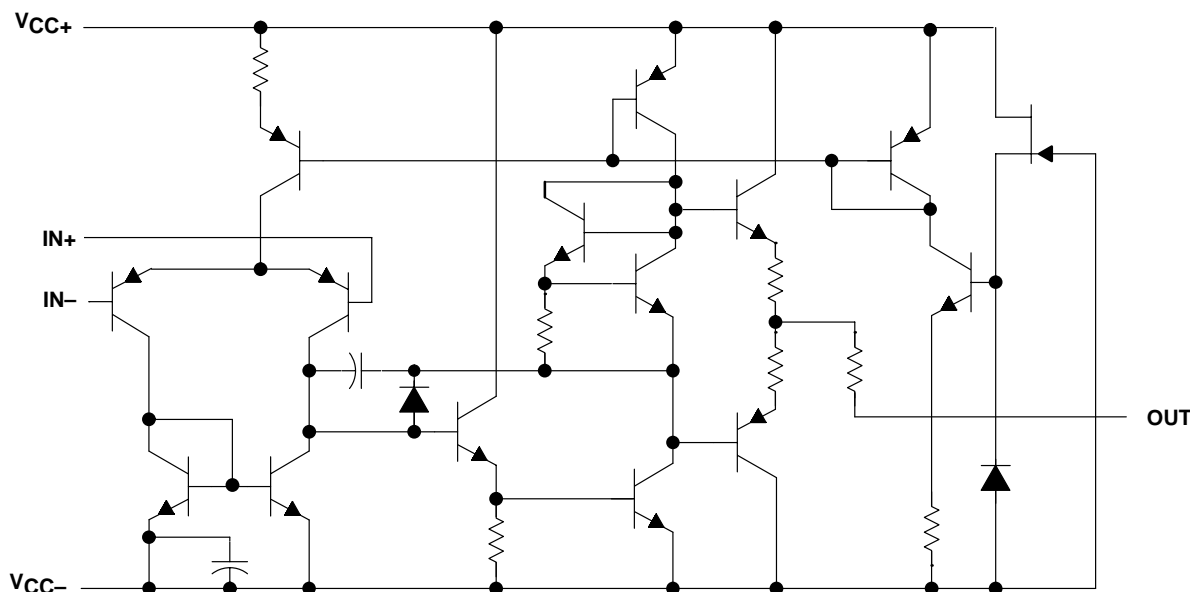 VCC+
IN+
IN−
OUT
VCC−